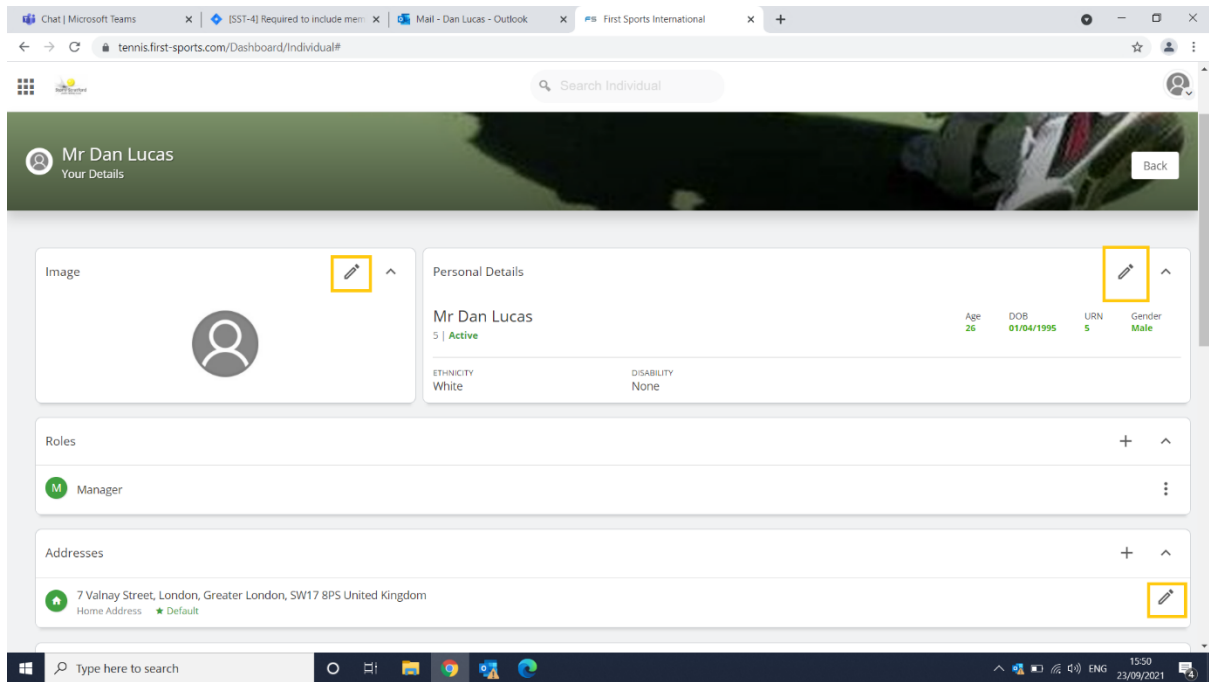 Chat | Microsoft Teams
[SST-4] Required to include mem
Mail - Dan Lucas - Outlook
FS First Sports International
tennis.first-sports.com/Dashboard/Individual#
Search Individual
Mr Dan Lucas
Your Details
Back
Image
Personal Details
Mr Dan Lucas
5 | Active
Age
26
DOB
01/04/1995
URN
5
Gender
Male
ETHNICITY
White
DISABILITY
None
Roles
M Manager
Addresses
7 Valnay Street, London, Greater London, SW17 8PS United Kingdom
Home Address ★ Default
Type here to search
ENG
15:50
23/09/2021
4